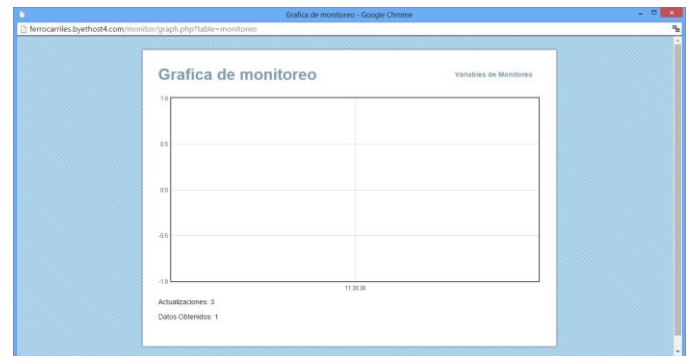 Grafica de monitoreo - Google Chrome
ferrocarriles.byethost4.com/monitor/graph.php?table=monitoreo
Grafica de monitoreo
Variables de Monitoreo
1.0
0.5
0.0
-0.5
-1.0
11:30:30
Actualizaciones: 3
Datos Obtenidos: 1